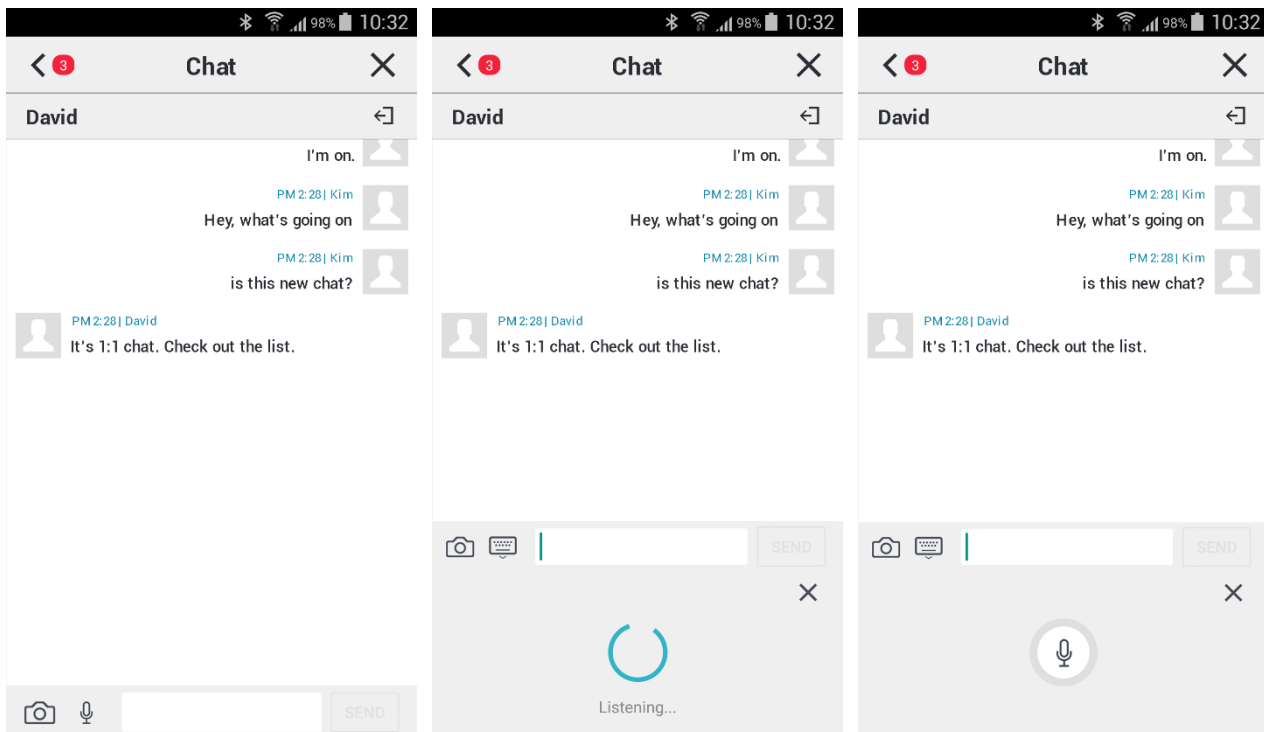 98% 10:32
3 Chat
David
I'm on.
PM 2:28| Kim
Hey, what's going on
PM 2:28| Kim
is this new chat?
PM 2:28| David
It's 1:1 chat. Check out the list.
SEND
98% 10:32
3 Chat
David
I'm on.
PM 2:28| Kim
Hey, what's going on
PM 2:28| Kim
is this new chat?
PM 2:28| David
It's 1:1 chat. Check out the list.
SEND
Listening...
98% 10:32
3 Chat
David
I'm on.
PM 2:28| Kim
Hey, what's going on
PM 2:28| Kim
is this new chat?
PM 2:28| David
It's 1:1 chat. Check out the list.
SEND